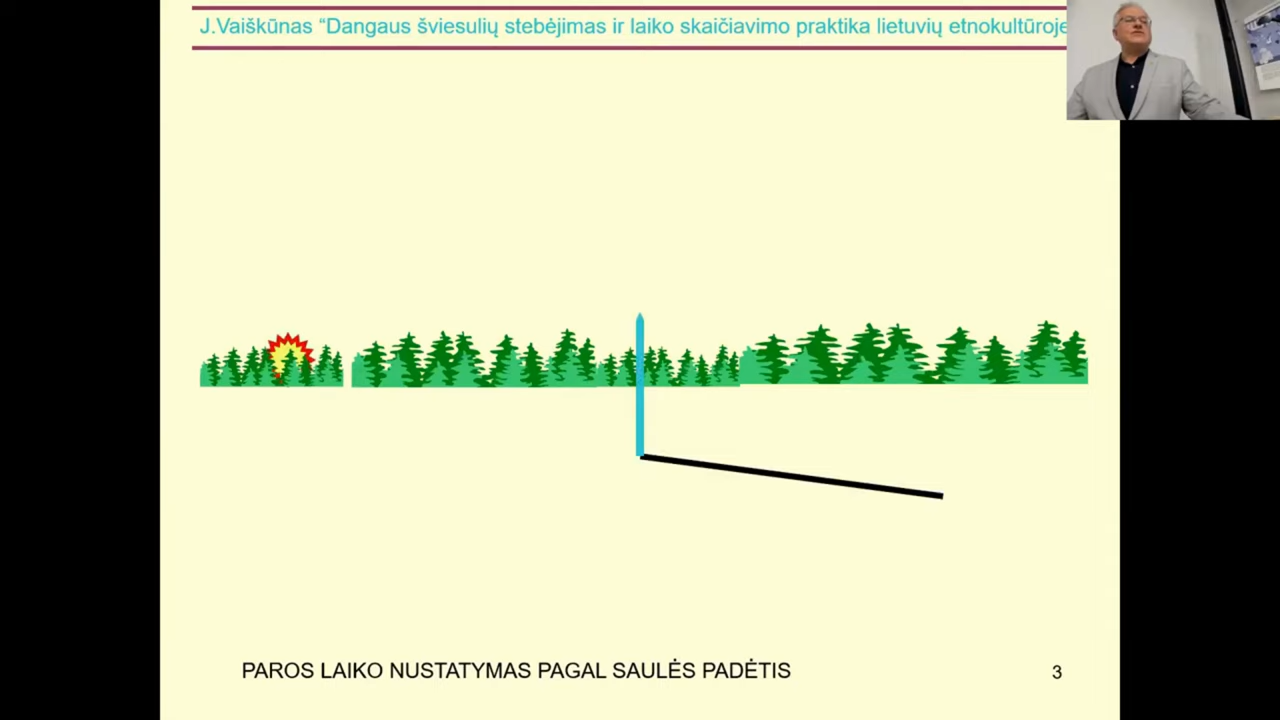 J.Vaiškūnas “Dangaus šviesulių stebėjimas ir laiko skaičiavimo praktika lietuvių etnokultūroje
PAROS LAIKO NUSTATYMAS PAGAL SAULĖS PADĖTIS
3